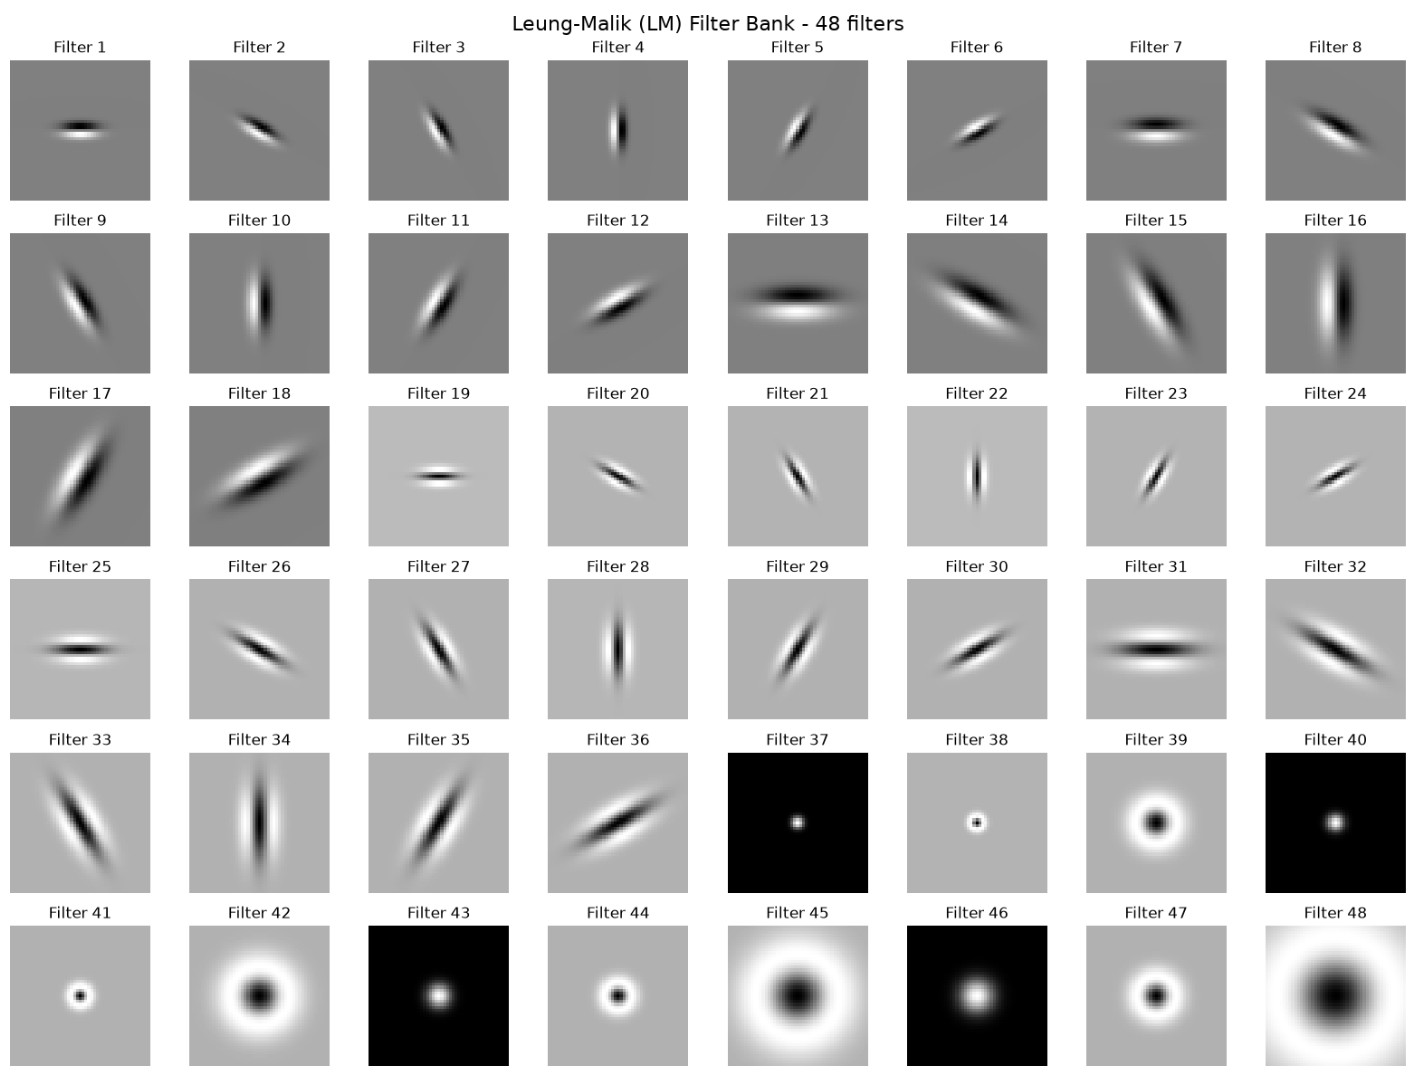 Leung-Malik (LM) Filter Bank - 48 filters
Filter 1 Filter 2 Filter 3 Filter 4 Filter 5 Filter 6 Filter 7 Filter 8
Filter 9 Filter 10 Filter 11 Filter 12 Filter 13 Filter 14 Filter 15 Filter 16
Filter 17 Filter 18 Filter 19 Filter 20 Filter 21 Filter 22 Filter 23 Filter 24
Filter 25 Filter 26 Filter 27 Filter 28 Filter 29 Filter 30 Filter 31 Filter 32
Filter 33 Filter 34 Filter 35 Filter 36 Filter 37 Filter 38 Filter 39 Filter 40
Filter 41 Filter 42 Filter 43 Filter 44 Filter 45 Filter 46 Filter 47 Filter 48